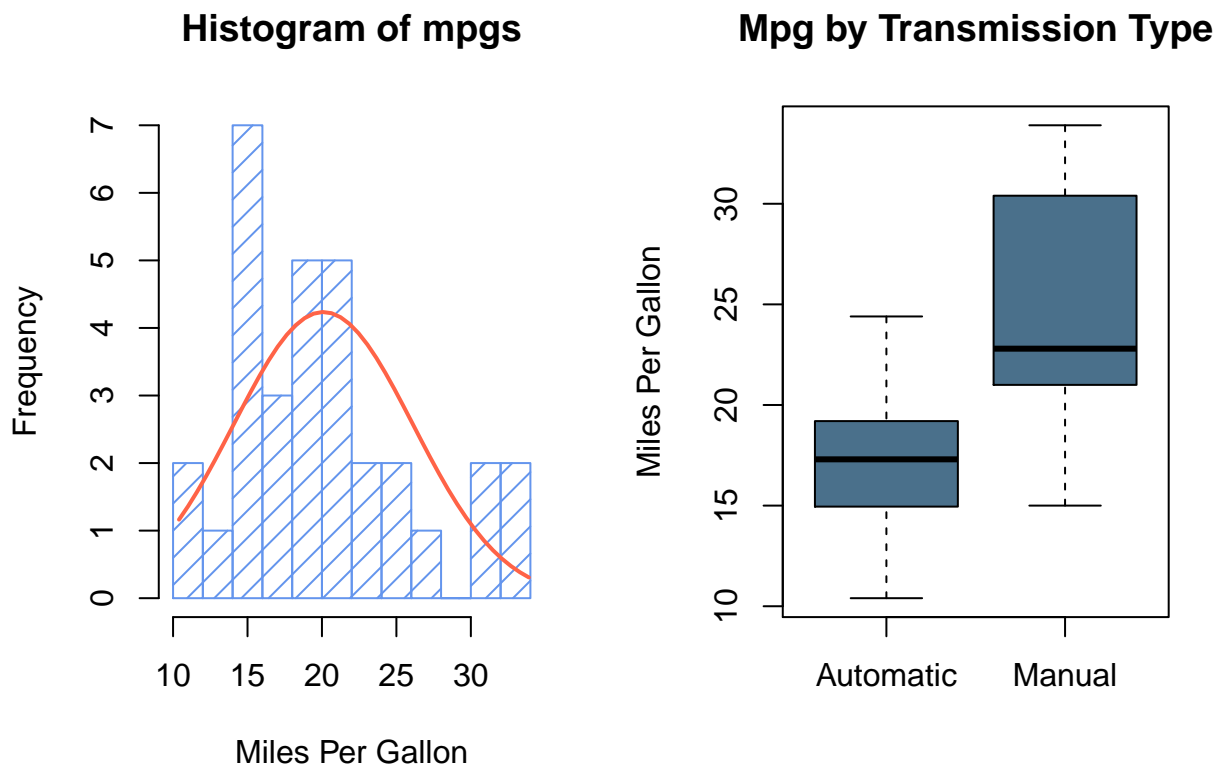 Histogram of mpgs
Frequency
0
1
2
3
4
5
6
7
10 15 20 25 30
Miles Per Gallon
Mpg by Transmission Type
Miles Per Gallon
10
15
20
25
30
Automatic Manual